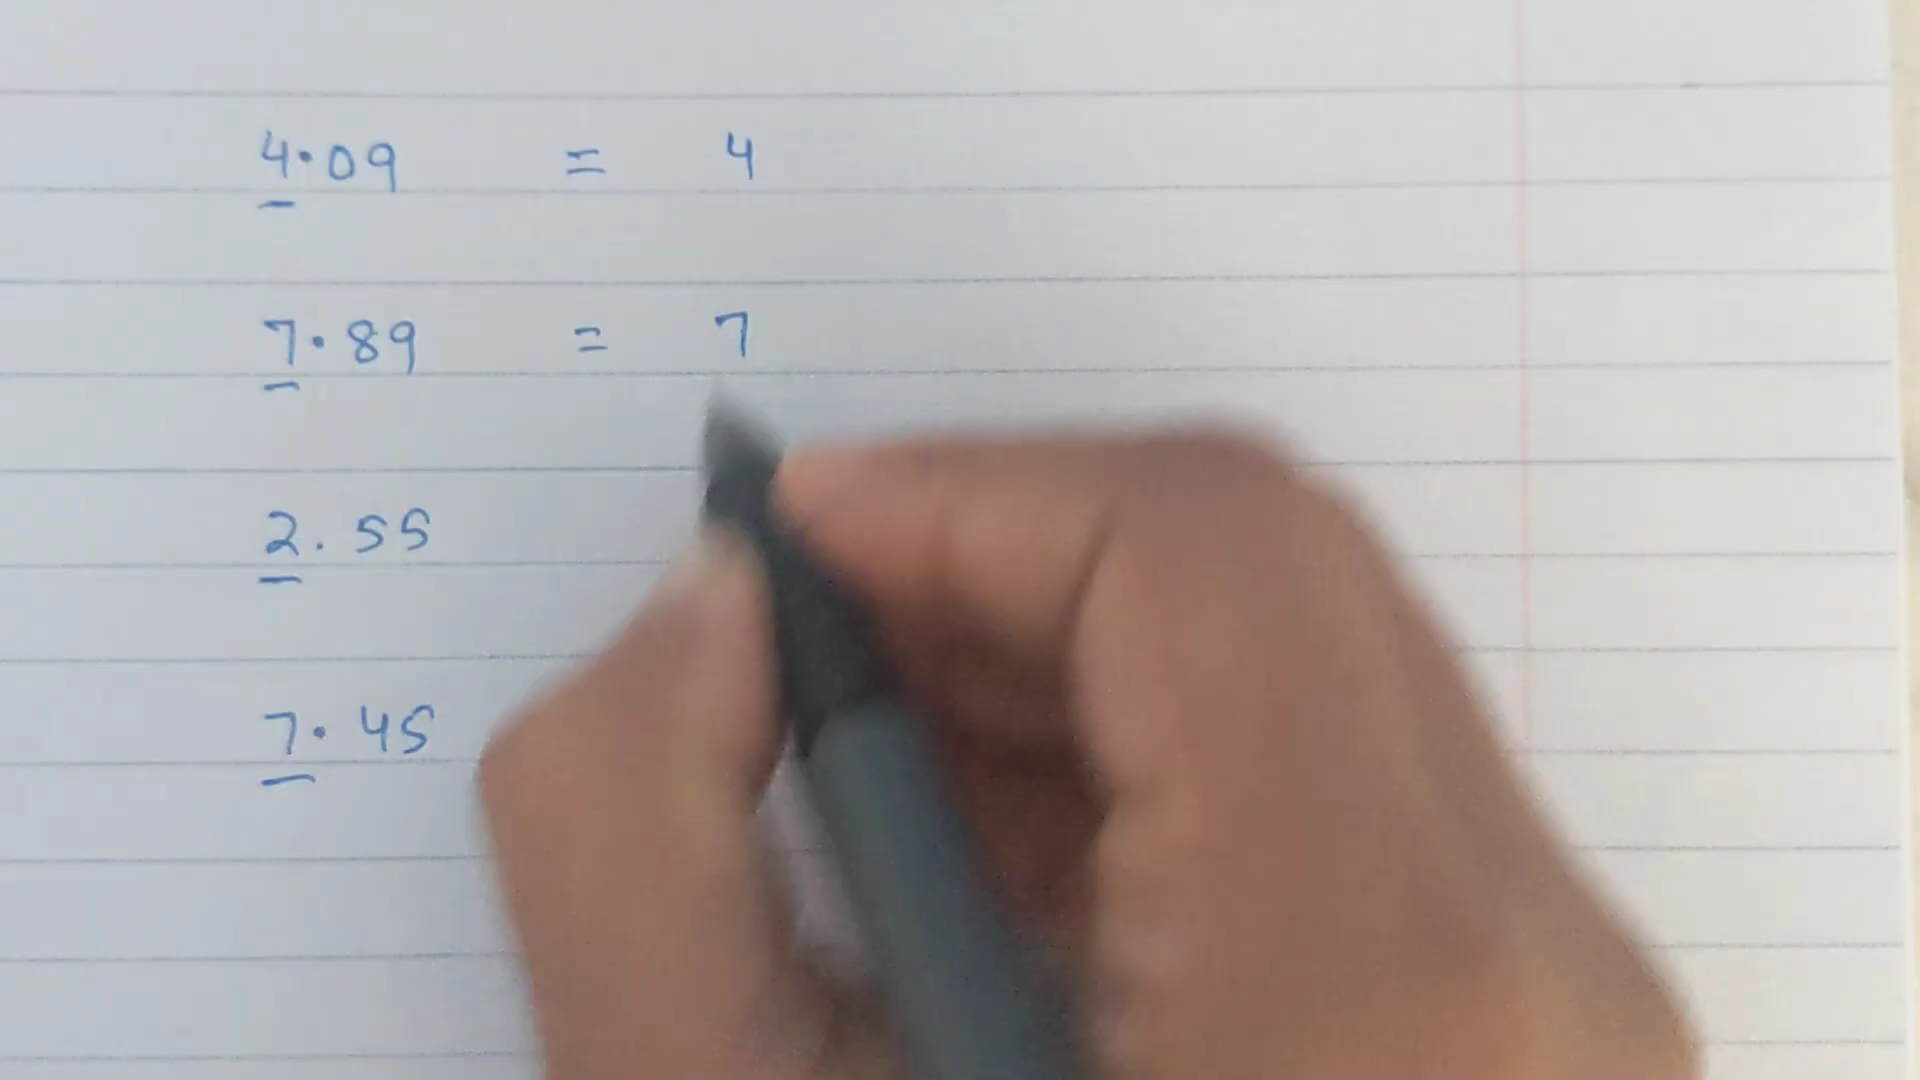 4.09 = 4
7.89 = 7
2.55
7.45